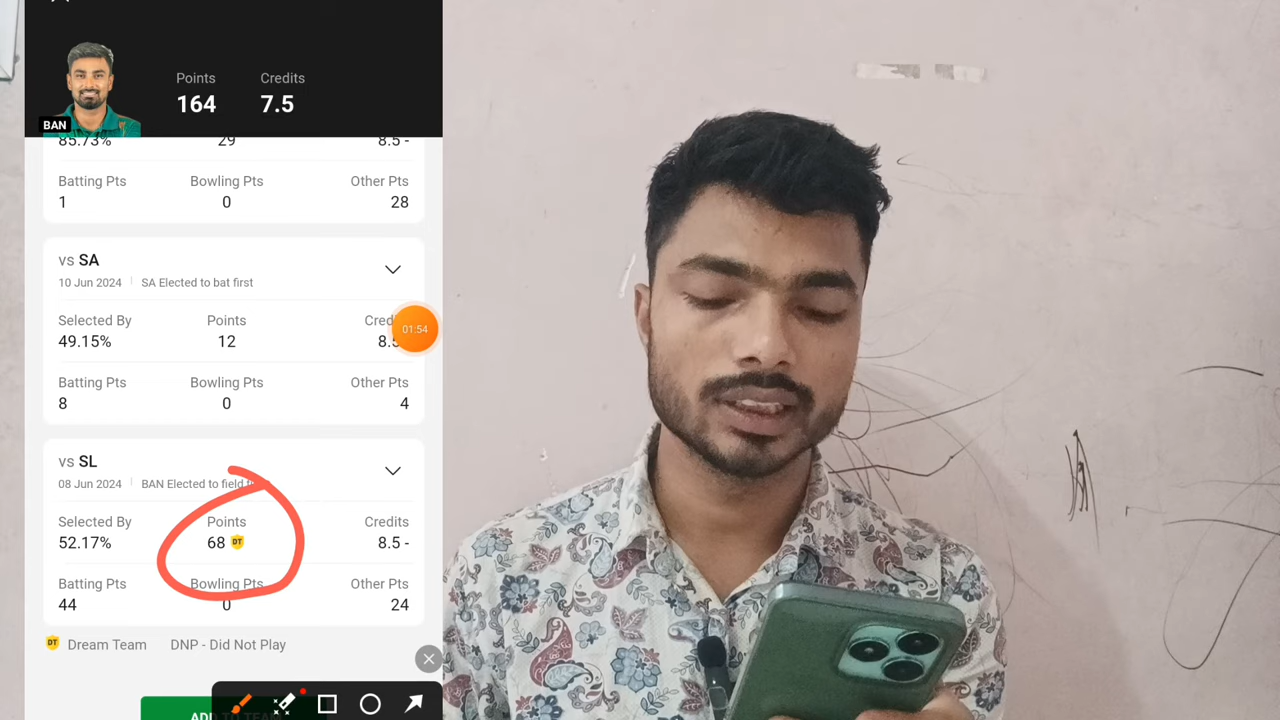 Points Credits
164 7.5
BAN
85.73% 29 8.5 -
Batting Pts Bowling Pts Other Pts
1 0 28
vs SA
10 Jun 2024 SA Elected to bat first
Selected By Points
49.15% 12
01:54
Batting Pts Bowling Pts Other Pts
8 0 4
vs SL
08 Jun 2024 BAN Elected to field
Selected By Points Credits
52.17% 68 DT 8.5 -
Batting Pts Bowling Pts Other Pts
44 0 24
DT Dream Team DNP - Did Not Play
ADD TO TEAM